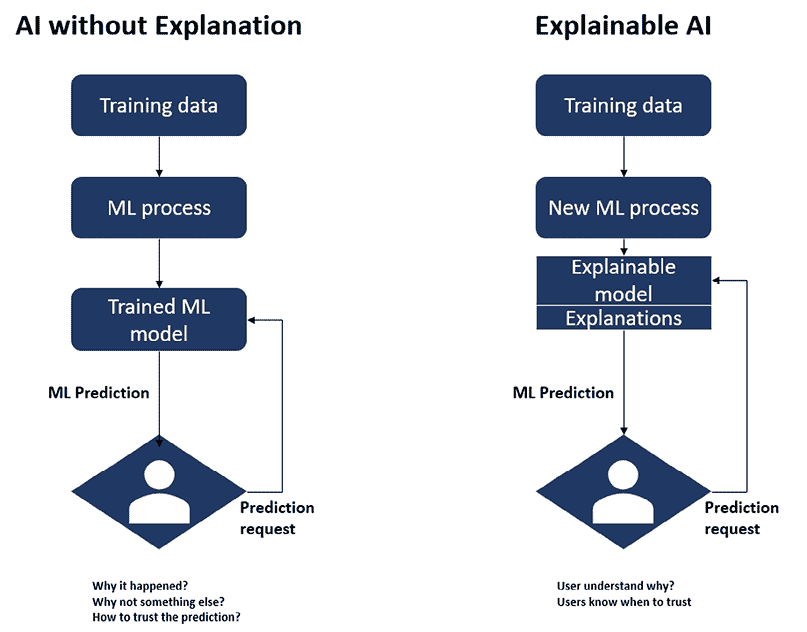 AI without Explanation
Training data
ML process
Trained ML
model
ML Prediction
Prediction
request
Why it happened?
Why not something else?
How to trust the prediction?
Explainable AI
Training data
New ML process
Explainable
model
Explanations
ML Prediction
Prediction
request
User understand why?
Users know when to trust